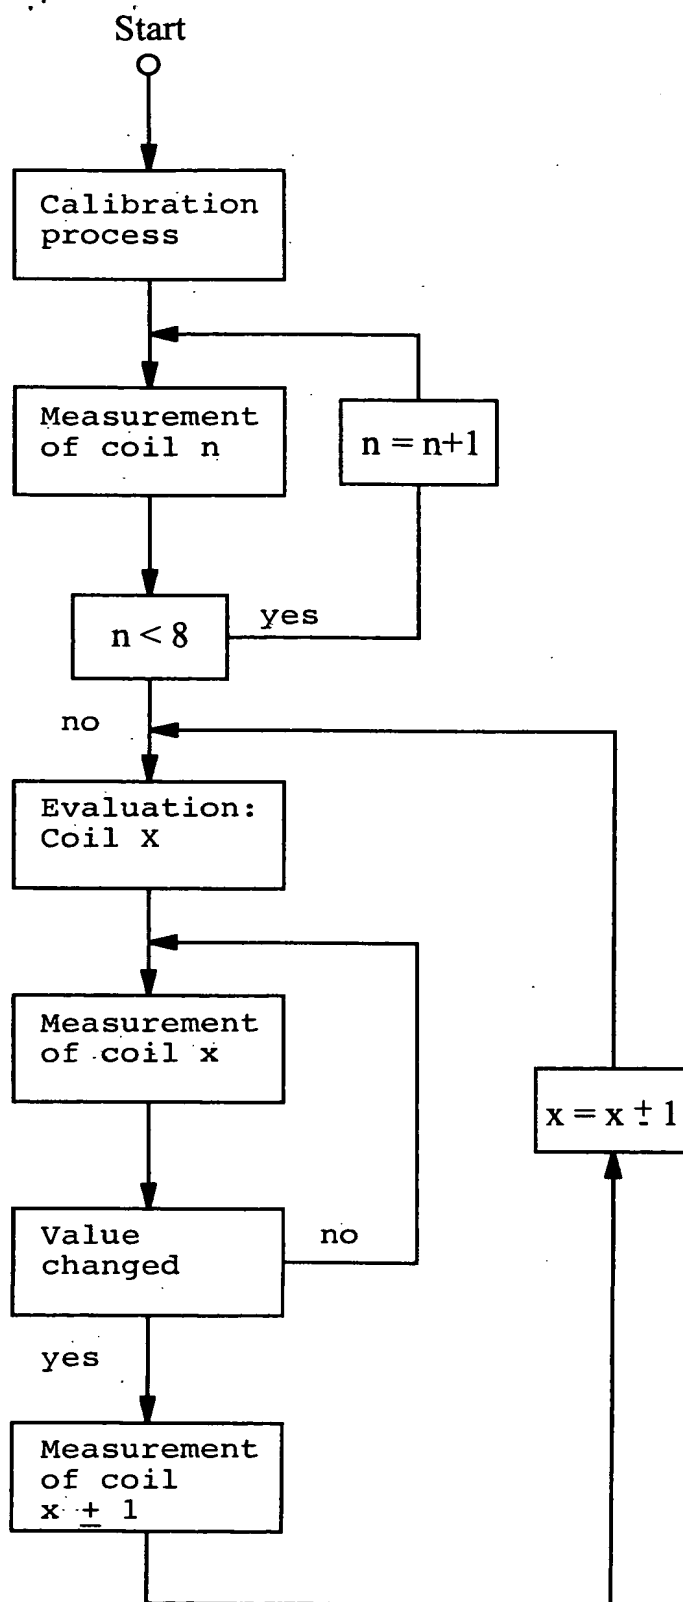 Start
Calibration
process
Measurement
of coil n
n = n+1
n < 8
yes
no
Evaluation:
Coil X
Measurement
of coil x
x = x ± 1
Value
changed
no
yes
Measurement
of coil
x ± 1